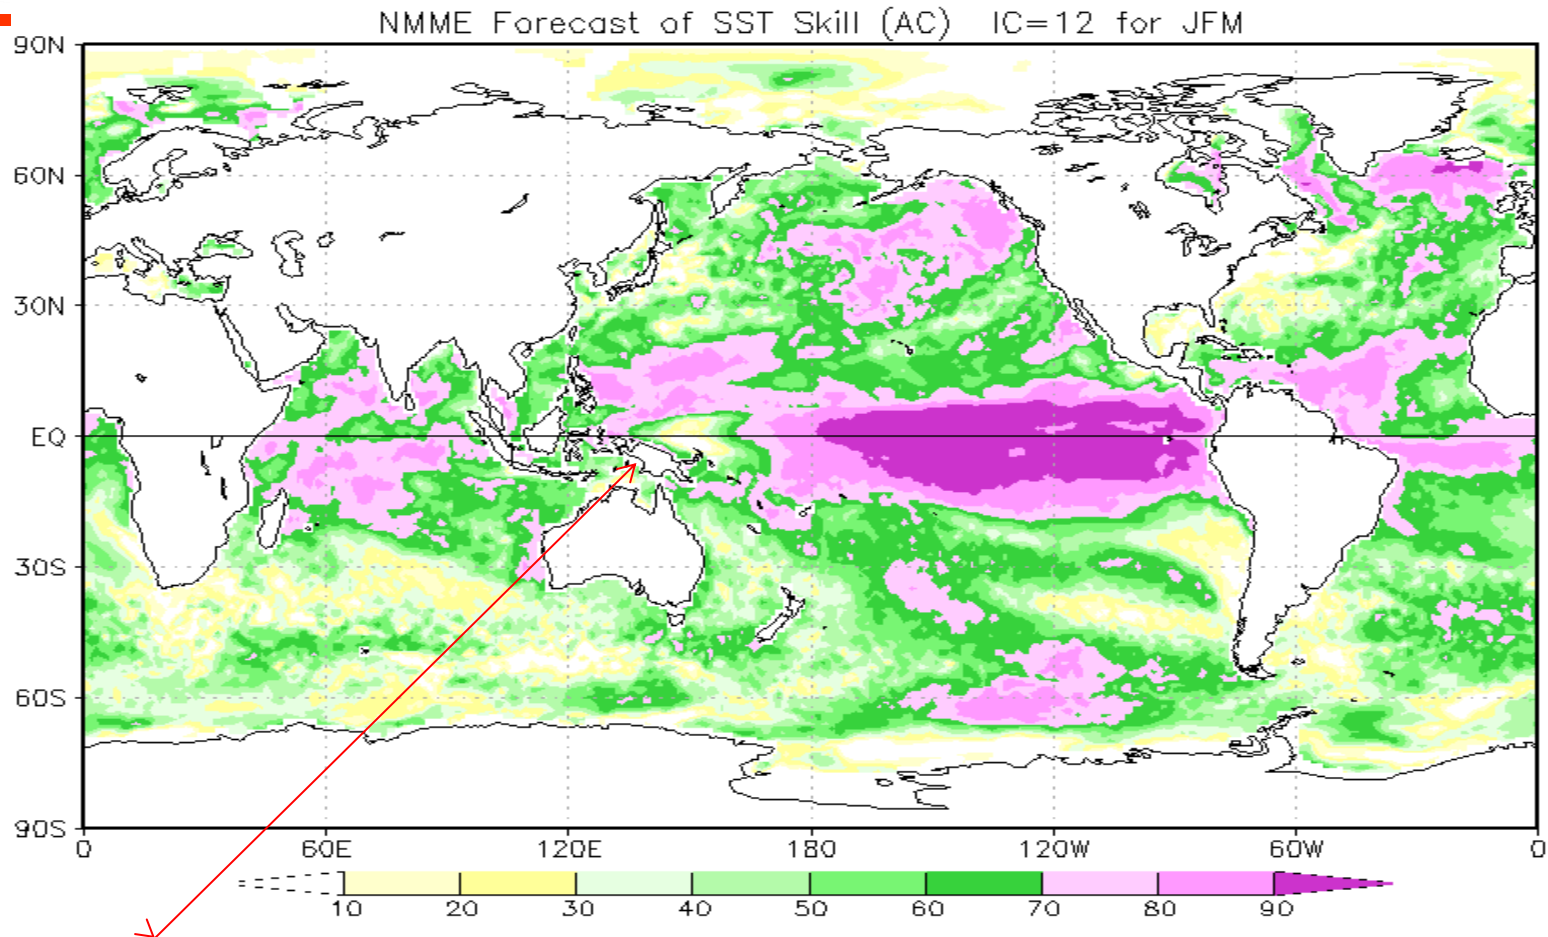 NMME Forecast of SST Skill (AC) IC=12 for JFM
90N
60N
30N
EQ
30S
60S
90S
0 60E 120E 180 120W 60W 0
10 20 30 40 50 60 70 80 90